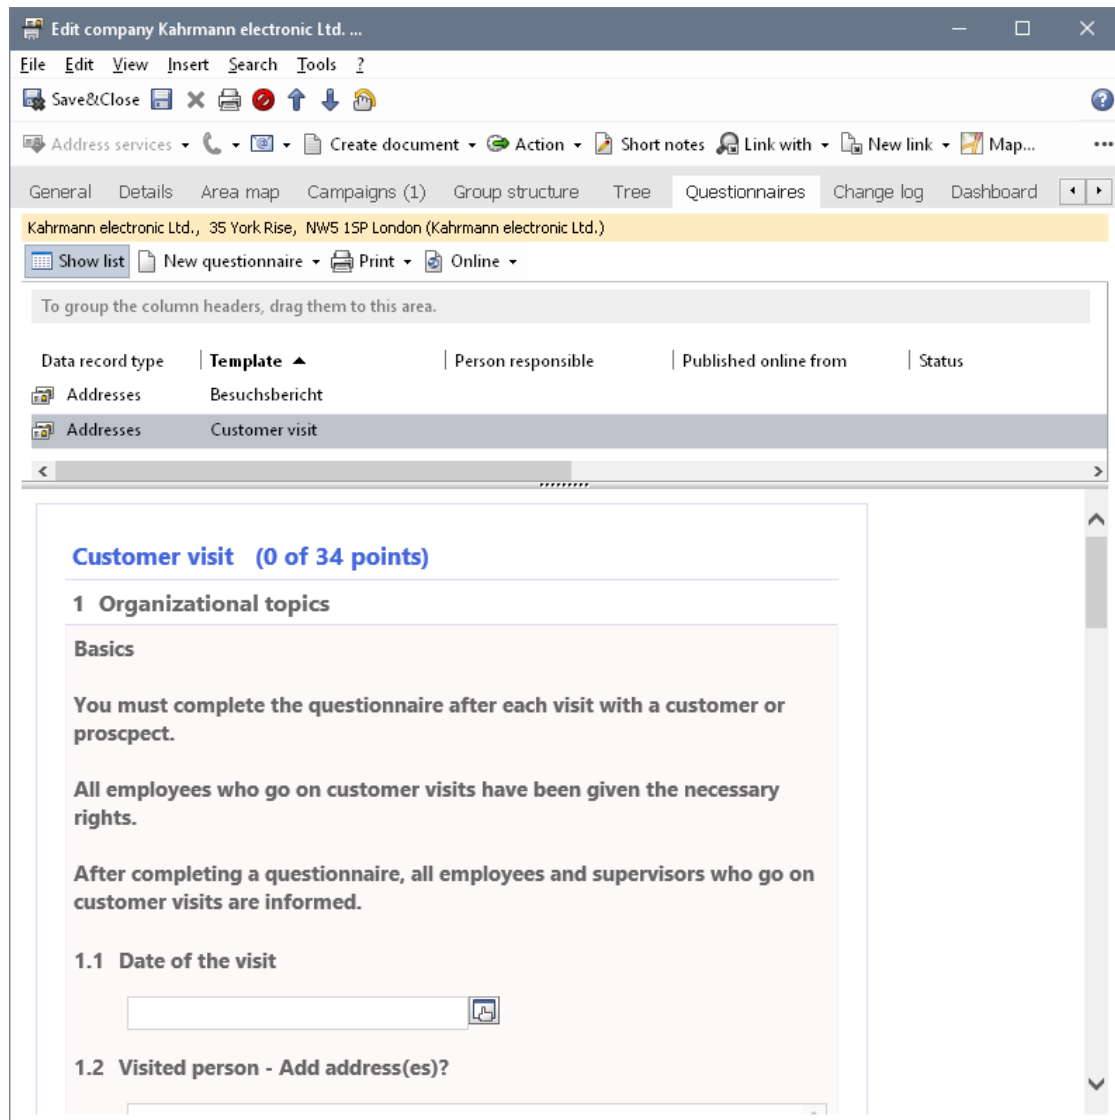 Edit company Kahrmann electronic Ltd. ...
File Edit View Insert Search Tools ?
Save&Close
Address services Create document Action Short notes Link with New link Map...
General Details Area map Campaigns (1) Group structure Tree Questionnaires Change log Dashboard
Kahrmann electronic Ltd., 35 York Rise, NW5 1SP London (Kahrmann electronic Ltd.)
Show list New questionnaire Print Online
To group the column headers, drag them to this area.
Data record type Template Person responsible Published online from Status
Addresses Besuchsbericht
Addresses Customer visit
Customer visit (0 of 34 points)
1 Organizational topics
Basics
You must complete the questionnaire after each visit with a customer or
proscpect.
All employees who go on customer visits have been given the necessary
rights.
After completing a questionnaire, all employees and supervisors who go on
customer visits are informed.
1.1 Date of the visit
1.2 Visited person - Add address(es)?